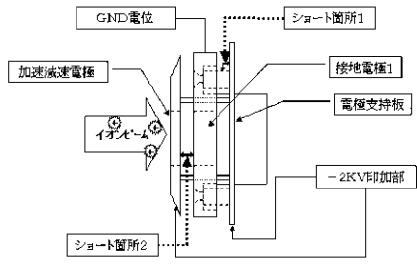 GND電位
ショート箇所1
加速減速電極
接地電極1
電極支持板
イオンビーム
－2KV印加部
ショート箇所2